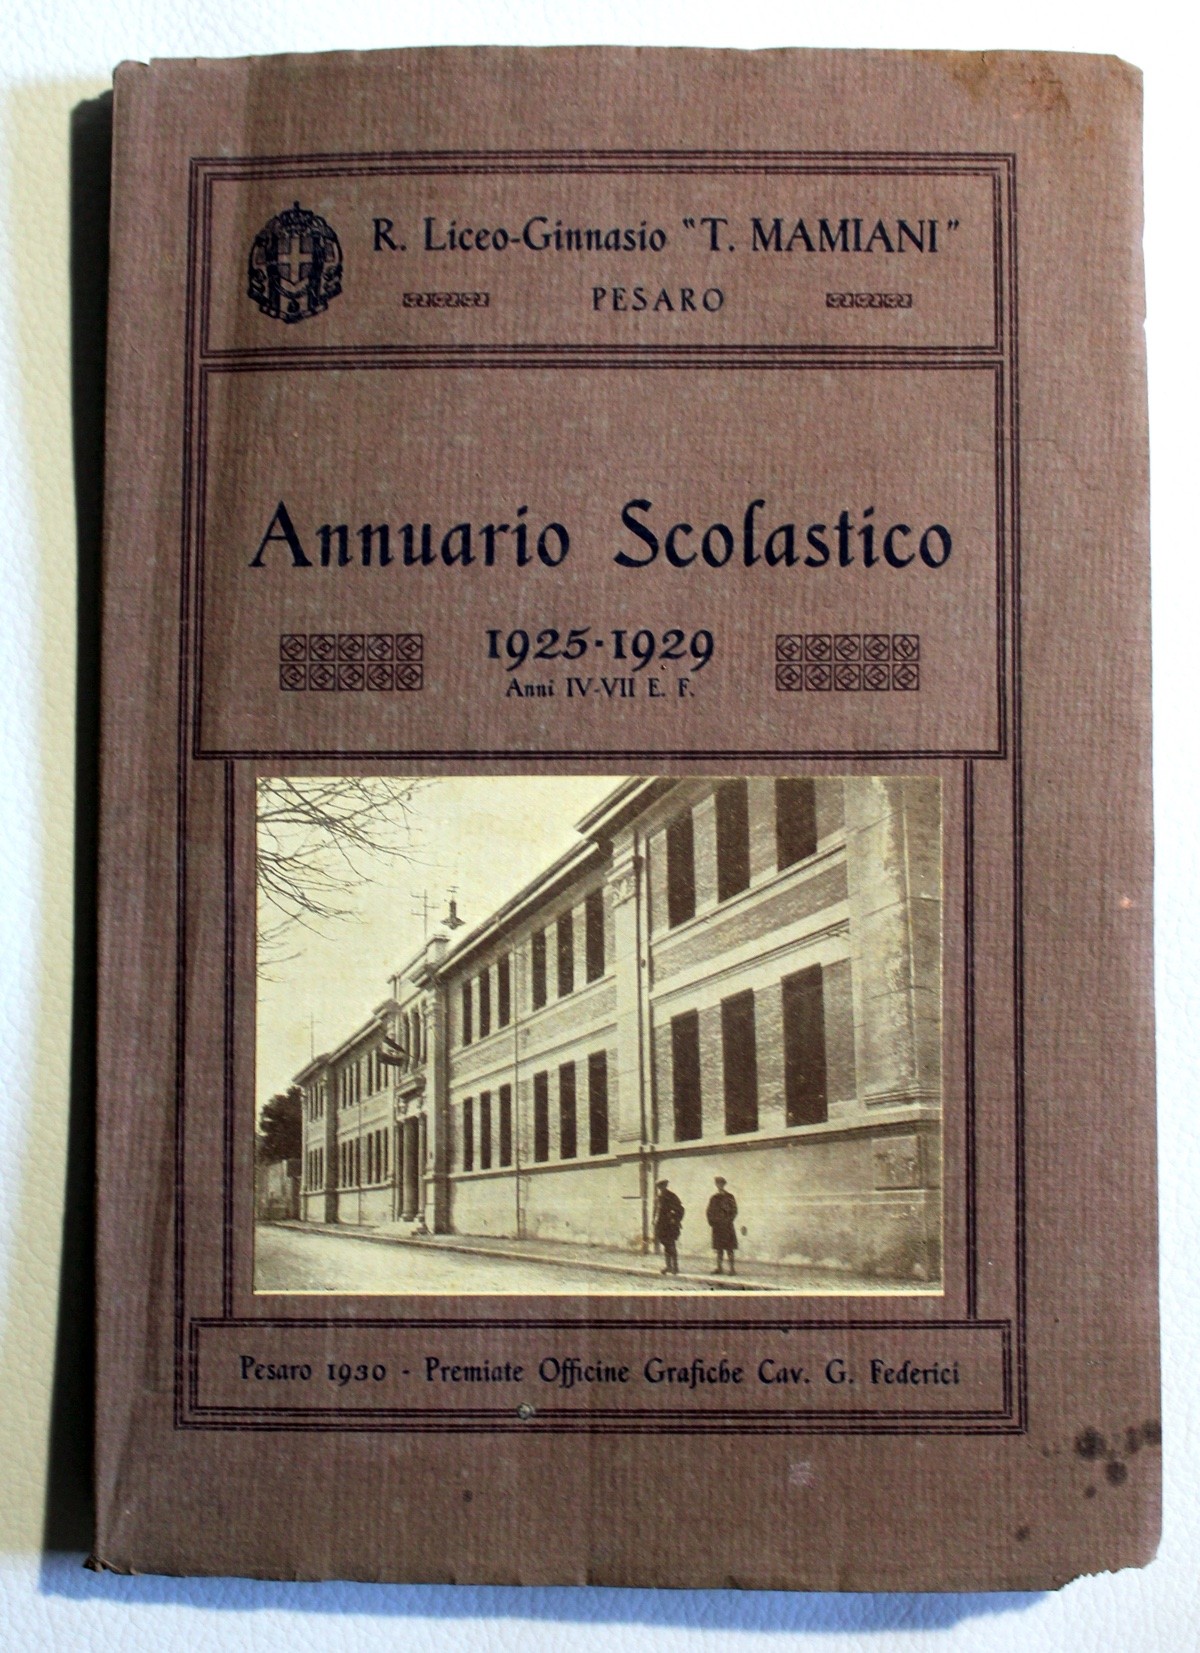 R. Liceo-Ginnasio "T. MAMIANI"
PESARO
Annuario Scolastico
1925-1929
Anni IV-VII E. F.
Pesaro 1930 - Premiate Officine Grafiche Cav. G. Federici